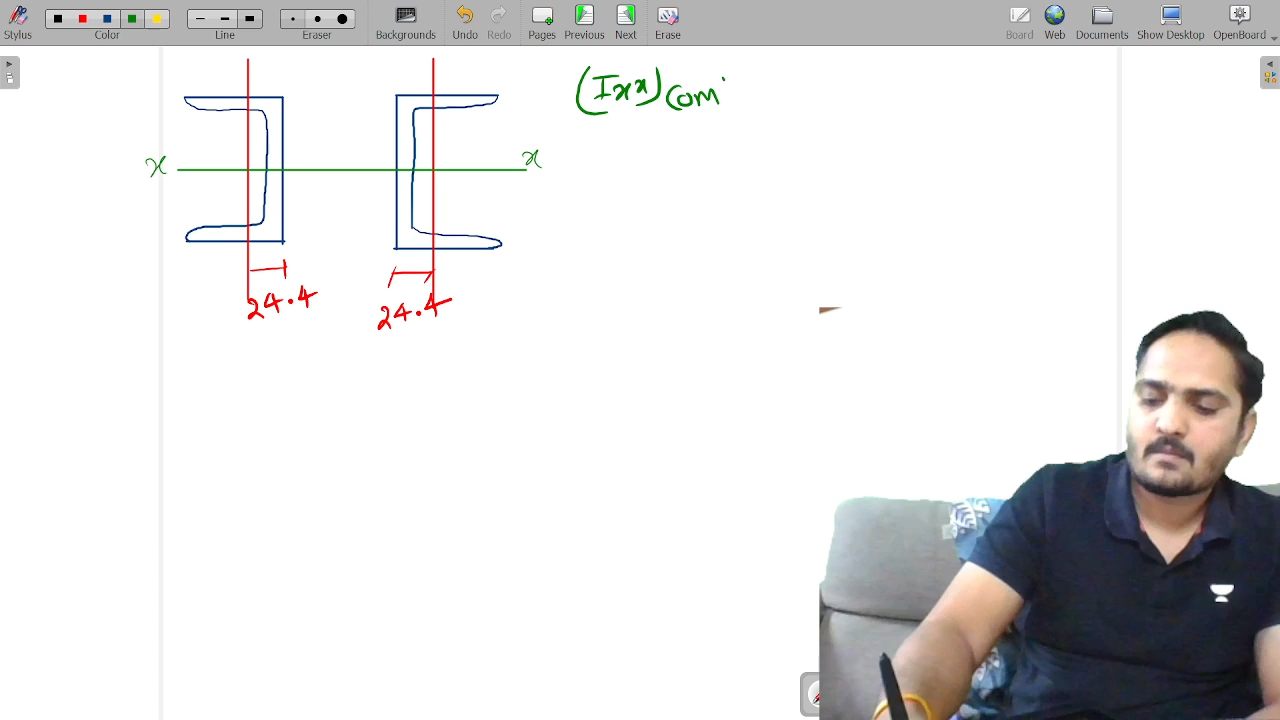 Stylus Color Line Eraser Backgrounds Undo Redo Pages Previous Next Erase Board Web Documents Show Desktop OpenBoard
(Ixx)com
x x
24.4 24.4